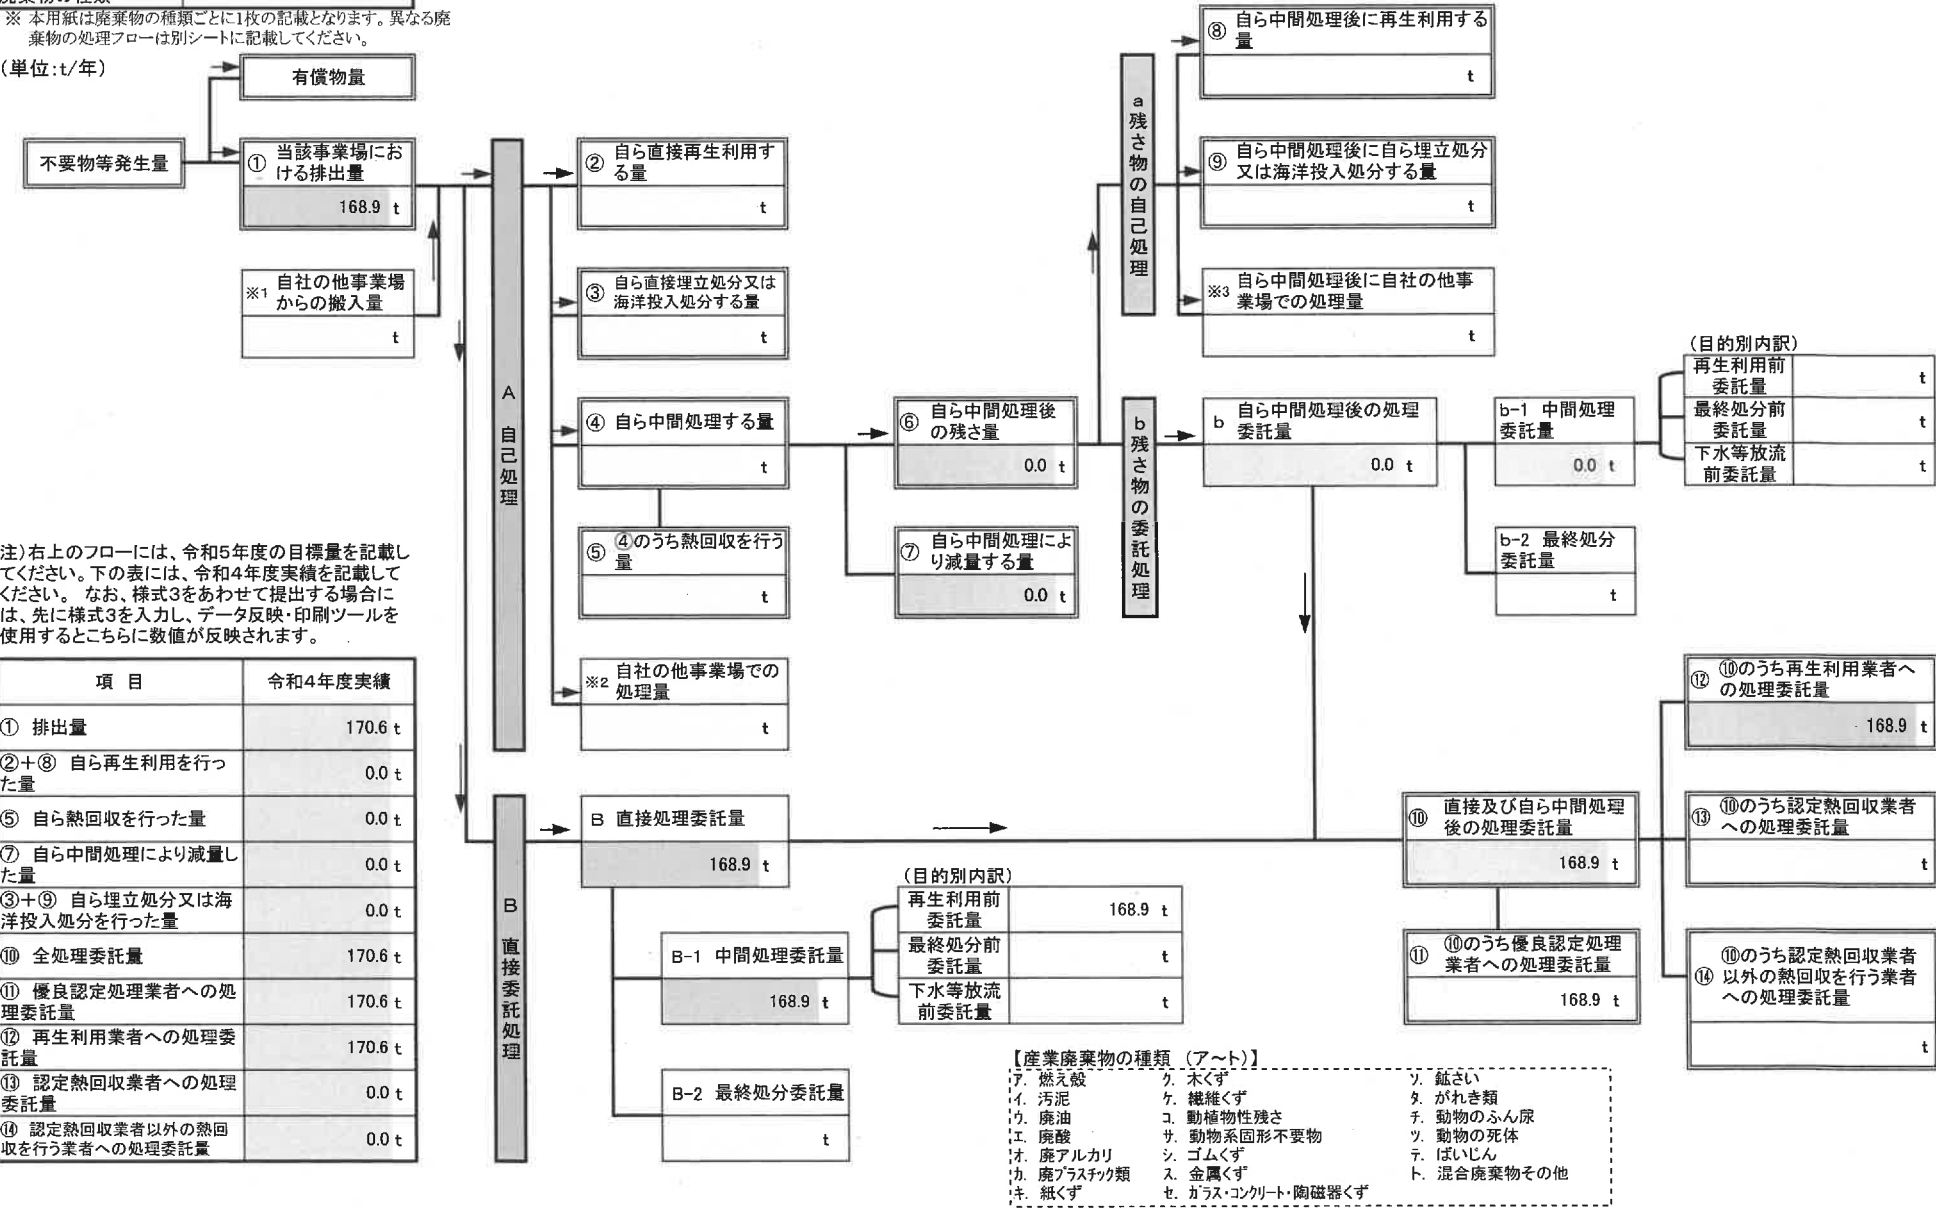 ※ 本用紙は廃棄物の種類ごとに1枚の記載となります。異なる廃
棄物の処理フローは別シートに記載してください。
(単位:t/年)
有償物量
不要物等発生量
① 当該事業場にお
ける排出量
168.9 t
※1 自社の他事業場
からの搬入量
t
A 自己処理
② 自ら直接再生利用す
る量
t
③ 自ら直接埋立処分又は
海洋投入処分する量
t
④ 自ら中間処理する量
t
⑤ ④のうち熱回収を行う
量
t
※2 自社の他事業場での
処理量
t
⑥ 自ら中間処理後
の残さ量
0.0 t
⑦ 自ら中間処理によ
り減量する量
0.0 t
a残さ物の自己処理
⑧ 自ら中間処理後に再生利用する
量
t
⑨ 自ら中間処理後に自ら埋立処分
又は海洋投入処分する量
t
※3 自ら中間処理後に自社の他事
業場での処理量
t
b残さ物の委託処理
b 自ら中間処理後の処理
委託量
0.0 t
b-1 中間処理
委託量
0.0 t
(目的別内訳)
再生利用前
委託量 t
最終処分前
委託量 t
下水等放流
前委託量 t
b-2 最終処分
委託量
t
注)右上のフローには、令和5年度の目標量を記載し
てください。下の表には、令和4年度実績を記載して
ください。 なお、様式3をあわせて提出する場合に
は、先に様式3を入力し、データ反映・印刷ツールを
使用するとこちらに数値が反映されます。
項 目 令和4年度実績
① 排出量 170.6 t
②+⑧ 自ら再生利用を行っ
た量 0.0 t
⑤ 自ら熱回収を行った量 0.0 t
⑦ 自ら中間処理により減量し
た量 0.0 t
③+⑨ 自ら埋立処分又は海
洋投入処分を行った量 0.0 t
⑩ 全処理委託量 170.6 t
⑪ 優良認定処理業者への処
理委託量 170.6 t
⑫ 再生利用業者への処理委
託量 170.6 t
⑬ 認定熱回収業者への処理
委託量 0.0 t
⑭ 認定熱回収業者以外の熱回
収を行う業者への処理委託量 0.0 t
B 直接委託処理
B 直接処理委託量
168.9 t
B-1 中間処理委託量
168.9 t
(目的別内訳)
再生利用前
委託量 168.9 t
最終処分前
委託量 t
下水等放流
前委託量 t
B-2 最終処分委託量
t
⑩ 直接及び自ら中間処理
後の処理委託量
168.9 t
⑪ ⑩のうち優良認定処理
業者への処理委託量
168.9 t
⑫ ⑩のうち再生利用業者へ
の処理委託量
168.9 t
⑬ ⑩のうち認定熱回収業者
への処理委託量
t
⑭ ⑩のうち認定熱回収業者
以外の熱回収を行う業者
への処理委託量
t
【産業廃棄物の種類 (ア~ト)】
ア. 燃え殻
イ. 汚泥
ウ. 廃油
エ. 廃酸
オ. 廃アルカリ
カ. 廃プラスチック類
キ. 紙くず
ク. 木くず
ケ. 繊維くず
コ. 動植物性残さ
サ. 動物系固形不要物
シ. ゴムくず
ス. 金属くず
セ. ガラス・コンクリート・陶磁器くず
ソ. 鉱さい
タ. がれき類
チ. 動物のふん尿
ツ. 動物の死体
テ. ばいじん
ト. 混合廃棄物その他